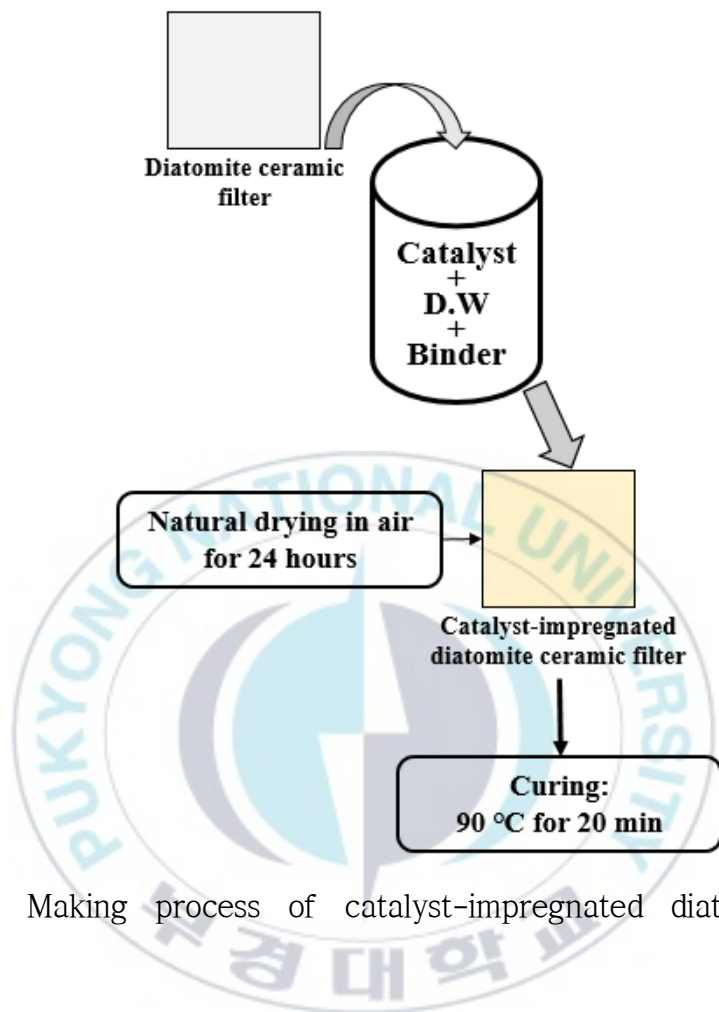 Diatomite ceramic
filter
Catalyst
+
D.W
+
Binder
Natural drying in air
for 24 hours
Catalyst-impregnated
diatomite ceramic filter
Curing:
90 ℃ for 20 min
Making process of catalyst-impregnated diat
PUKYONG NATIONAL UNIVERSITY
부경대학교